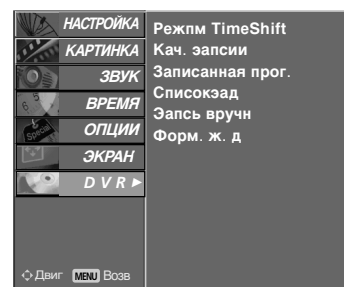 НАСТРОЙКА
КАРТИНКА
ЗВУК
ВРЕМЯ
ОПЦИИ
ЭКРАН
D V R ►
Режпм TimeShift
Кач. эапсии
Записанная прог.
Списокэад
Эапсь вручн
Форм. ж. д
Двиг MENU Возв